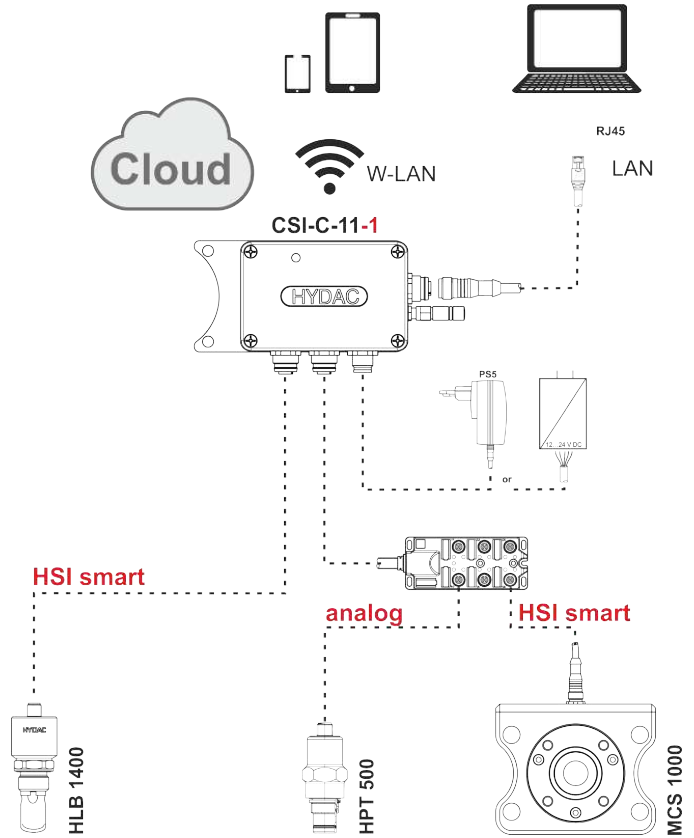 RJ45
Cloud
W-LAN
LAN
CSI-C-11-1
HYDAC
PS5
12...24 V DC
or
HSI smart
analog
HSI smart
HYDAC
HLB 1400
HPT 500
MCS 1000